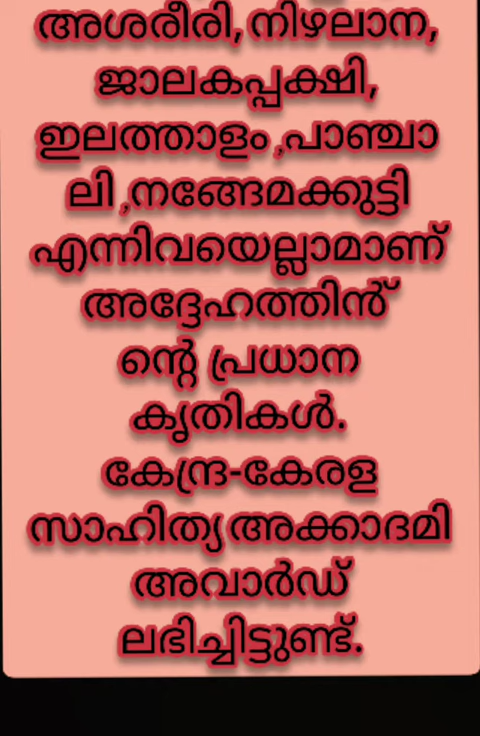 അശരീരി, നിഴലാന,
ജാലകപ്പക്ഷി,
ഇലത്താളം ,പാഞ്ചാ
ലി ,നങ്ങേമക്കുട്ടി
എന്നിവയെല്ലാമാണ്
അദ്ദേഹത്തിൻ്
ന്റെ പ്രധാന
കൃതികൾ.
കേന്ദ്ര-കേരള
സാഹിത്യ അക്കാദമി
അവാർഡ്
ലഭിച്ചിട്ടുണ്ട്.